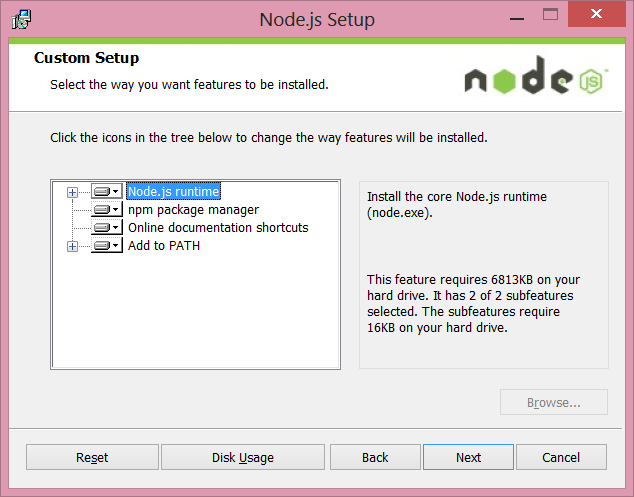 Node.js Setup
Custom Setup
Select the way you want features to be installed.
node
JS
Click the icons in the tree below to change the way features will be installed.
Node.js runtime
npm package manager
Online documentation shortcuts
Add to PATH
Install the core Node.js runtime
(node.exe).
This feature requires 6813KB on your
hard drive. It has 2 of 2 subfeatures
selected. The subfeatures require
16KB on your hard drive.
Browse...
Reset
Disk Usage
Back
Next
Cancel